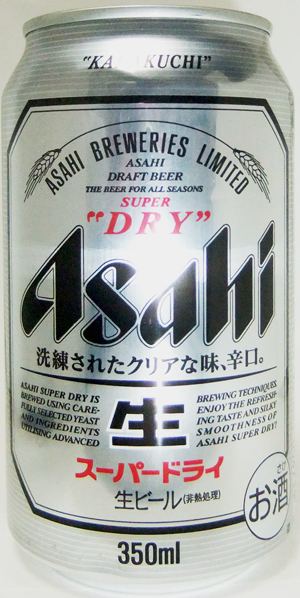 "KARAKUCHI"
ASAHI BREWERIES LIMITED
ASAHI
DRAFT BEER
THE BEER FOR ALL SEASONS
SUPER
"DRY"
Asahi
洗練されたクリアな味、辛口。
ASAHI SUPER DRY IS
BREWED USING CARE-
FULLY SELECTED YEAST
AND INGREDIENTS
UTILISING ADVANCED
BREWING TECHNIQUES.
ENJOY THE REFRESH-
ING TASTE AND SILKY
SMOOTHNESS OF
ASAHI SUPER DRY!
生
スーパードライ
生ビール(非熱処理)
さけ
お酒
350ml